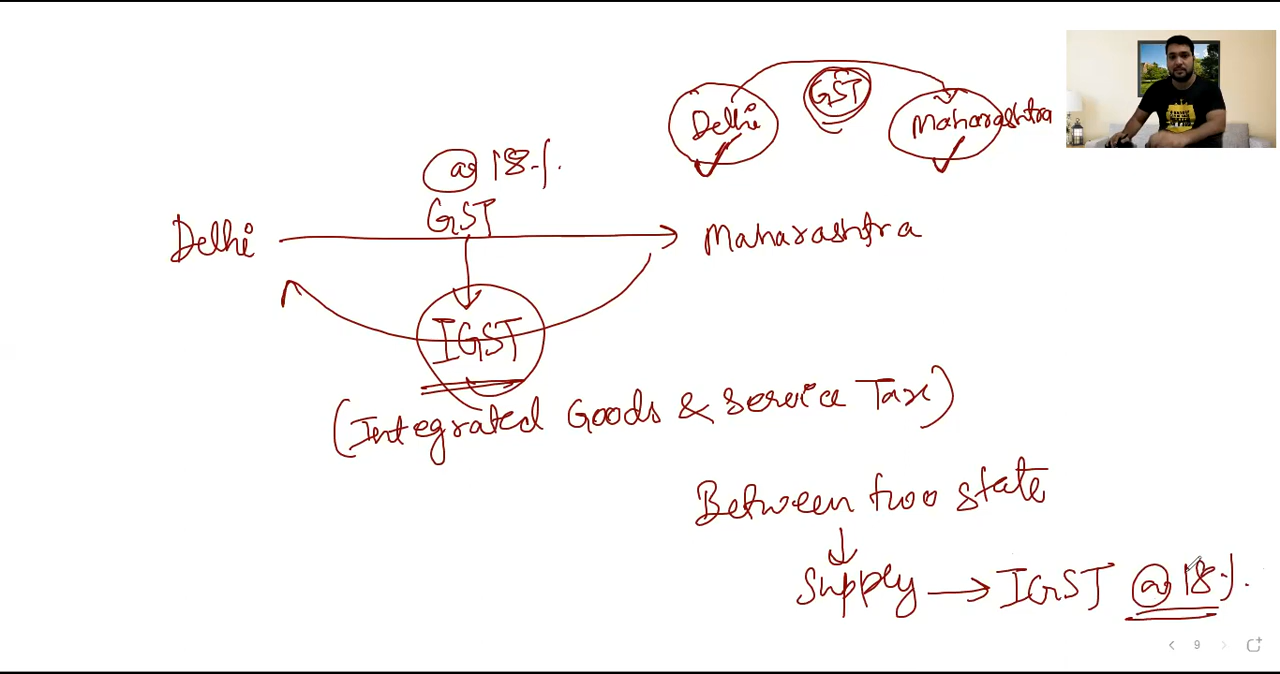 GST
Delhi
Maharashtra
@ 18%.
GST
Delhi
Maharashtra
IGST
(Integrated Goods & Service Tax)
Between two state
Supply → IGST @ 18%.
9